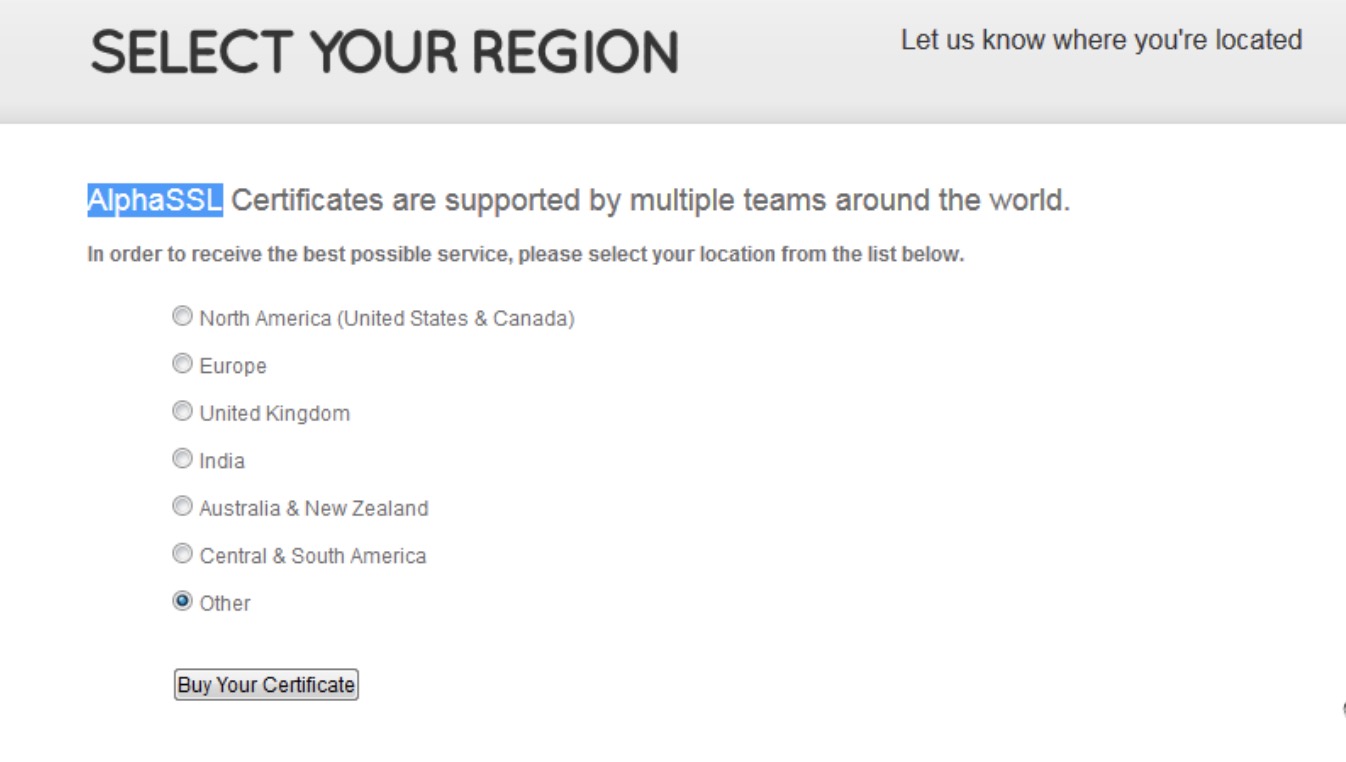 SELECT YOUR REGION
Let us know where you're located
AlphaSSL Certificates are supported by multiple teams around the world.
In order to receive the best possible service, please select your location from the list below.
North America (United States & Canada)
Europe
United Kingdom
India
Australia & New Zealand
Central & South America
Other
Buy Your Certificate